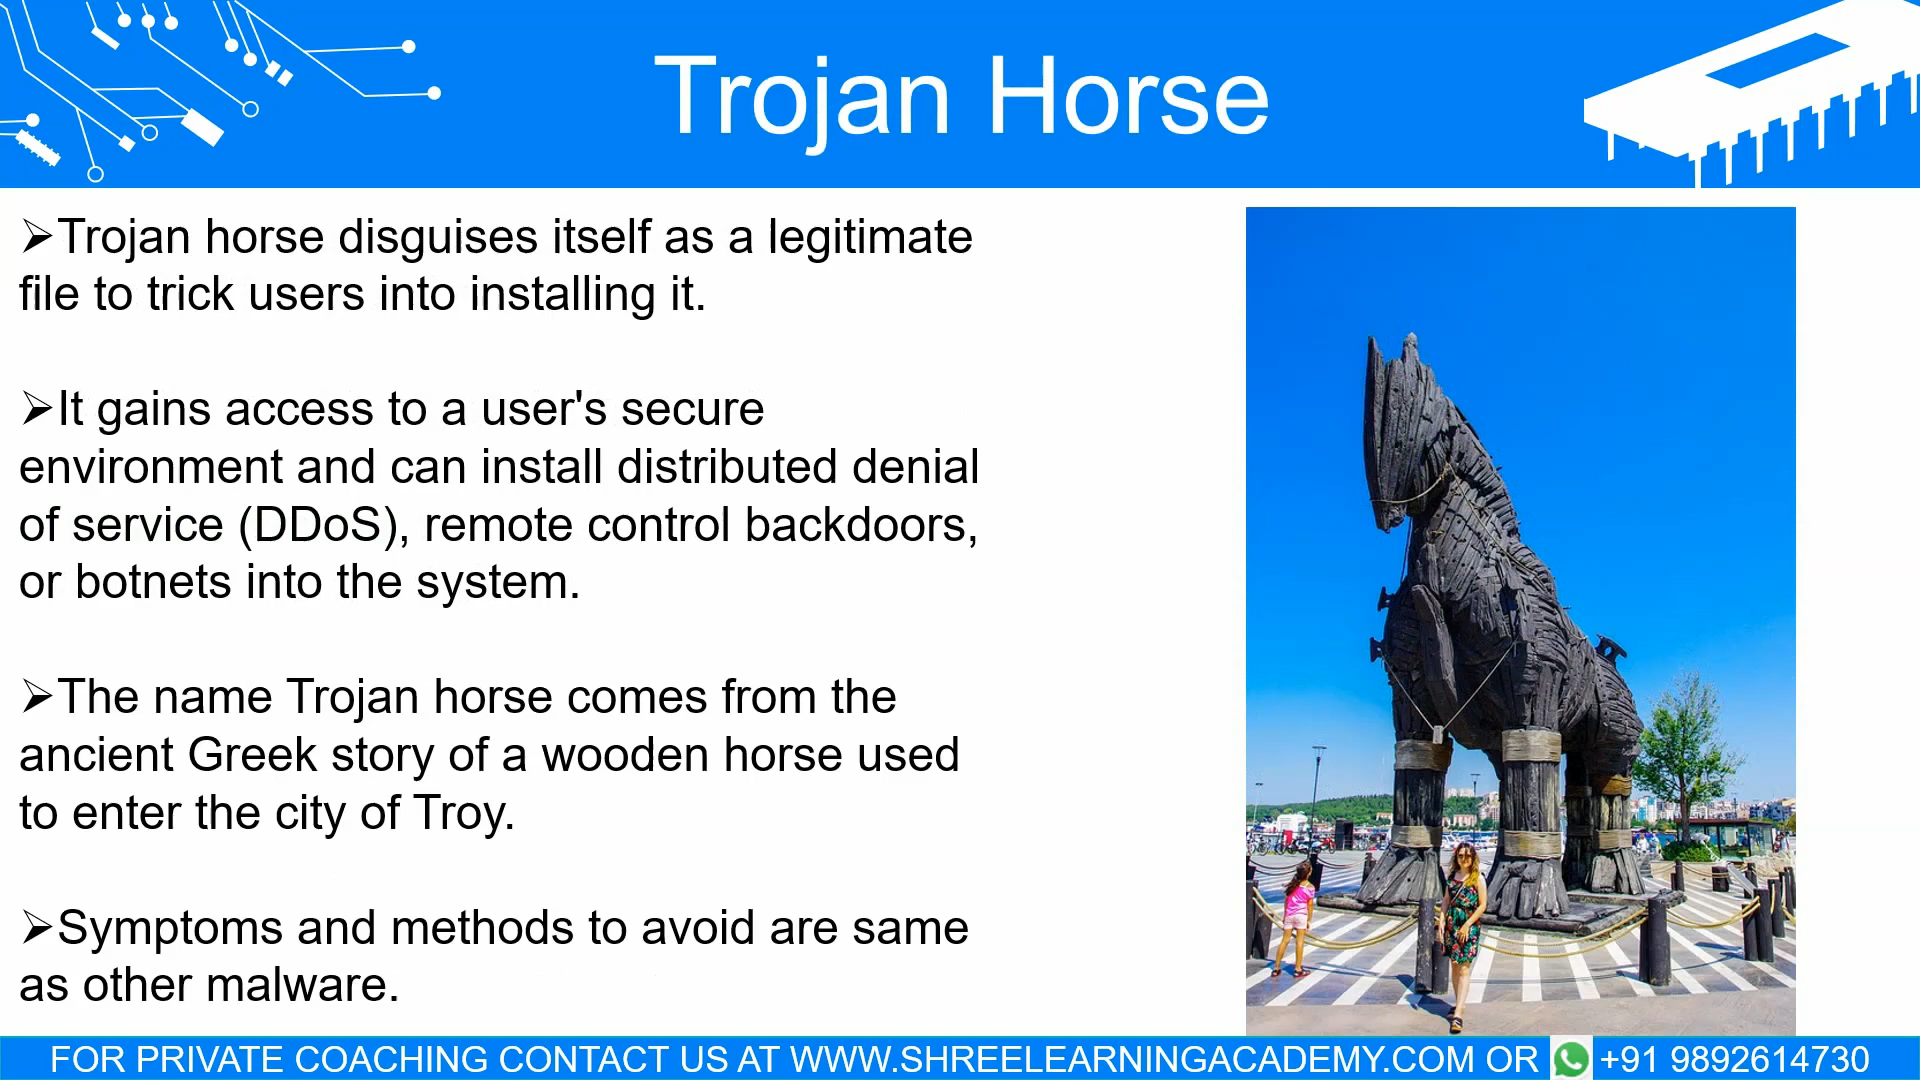 Trojan Horse
➢Trojan horse disguises itself as a legitimate
file to trick users into installing it.
➢It gains access to a user's secure
environment and can install distributed denial
of service (DDoS), remote control backdoors,
or botnets into the system.
➢The name Trojan horse comes from the
ancient Greek story of a wooden horse used
to enter the city of Troy.
➢Symptoms and methods to avoid are same
as other malware.
FOR PRIVATE COACHING CONTACT US AT WWW.SHREELEARNINGACADEMY.COM OR +91 9892614730